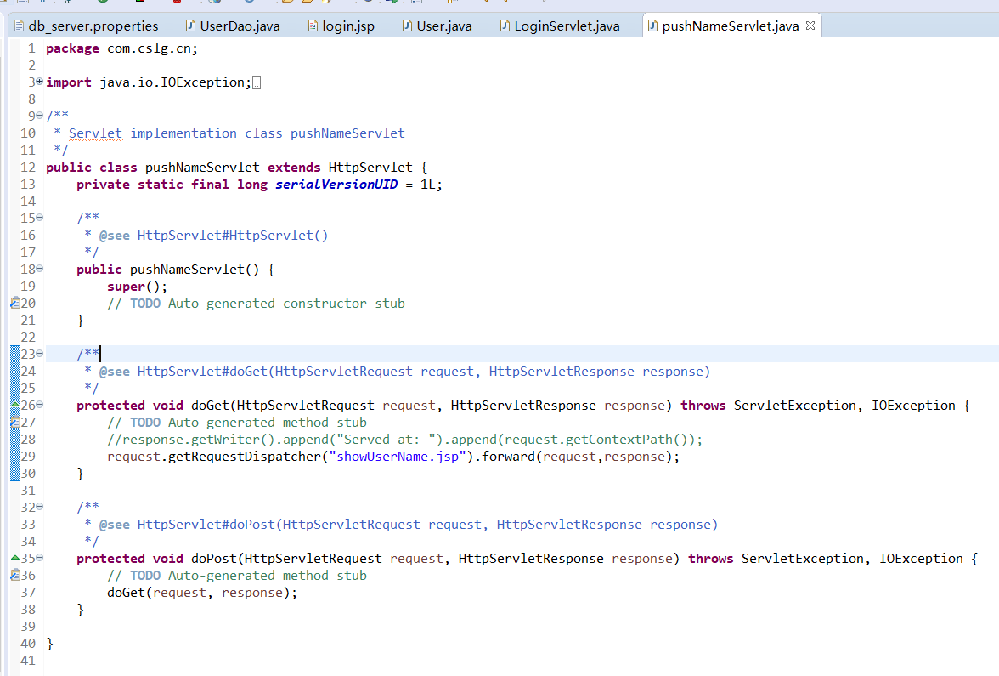 db_server.properties UserDao.java login.jsp User.java LoginServlet.java pushNameServlet.java
1 package com.cslg.cn;
2
3 import java.io.IOException;
8
9 /**
10 * Servlet implementation class pushNameServlet
11 */
12 public class pushNameServlet extends HttpServlet {
13 private static final long serialVersionUID = 1L;
14
15 /**
16 * @see HttpServlet#HttpServlet()
17 */
18 public pushNameServlet() {
19 super();
20 // TODO Auto-generated constructor stub
21 }
22
23 /**
24 * @see HttpServlet#doGet(HttpServletRequest request, HttpServletResponse response)
25 */
26 protected void doGet(HttpServletRequest request, HttpServletResponse response) throws ServletException, IOException {
27 // TODO Auto-generated method stub
28 //response.getWriter().append("Served at: ").append(request.getContextPath());
29 request.getRequestDispatcher("showUserName.jsp").forward(request,response);
30 }
31
32 /**
33 * @see HttpServlet#doPost(HttpServletRequest request, HttpServletResponse response)
34 */
35 protected void doPost(HttpServletRequest request, HttpServletResponse response) throws ServletException, IOException {
36 // TODO Auto-generated method stub
37 doGet(request, response);
38 }
39
40 }
41